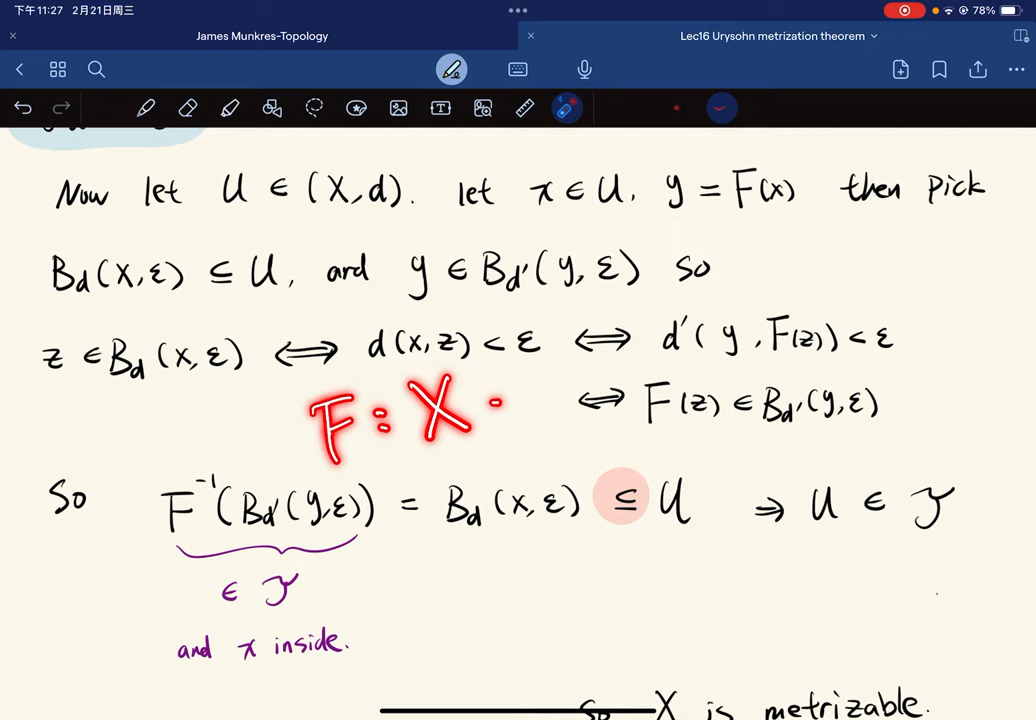 下午11:27 2月21日周三
78%
James Munkres-Topology
Lec16 Urysohn metrization theorem
Now let U ∈ (X, d). let x ∈ U, y = F(x) then pick
B_d(x, ε) ⊆ U, and y ∈ B_d'(y, ε) so
z ∈ B_d(x, ε) ⟺ d(x, z) < ε ⟺ d'(y, F(z)) < ε
⟺ F(z) ∈ B_d'(y, ε)
F : X -
So F⁻¹(B_d'(y, ε)) = B_d(x, ε) ⊆ U ⇒ U ∈ 𝒯
∈ 𝒯
and x inside.
So X is metrizable.